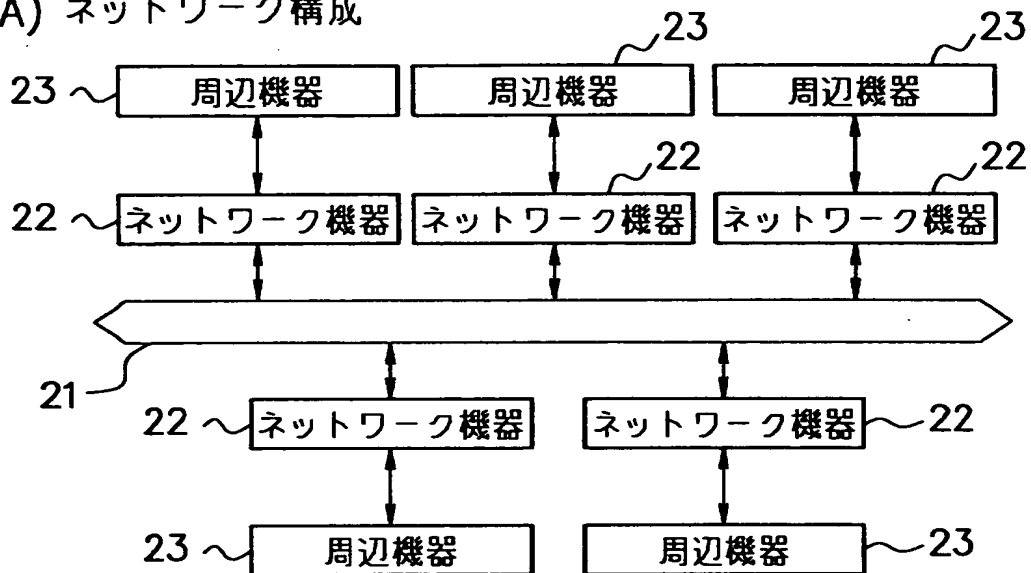 A) ネットワーク構成
23 23
23 周辺機器 周辺機器 周辺機器
22 22
22 ネットワーク機器 ネットワーク機器 ネットワーク機器
21
22 ネットワーク機器 ネットワーク機器 22
23 周辺機器 周辺機器 23